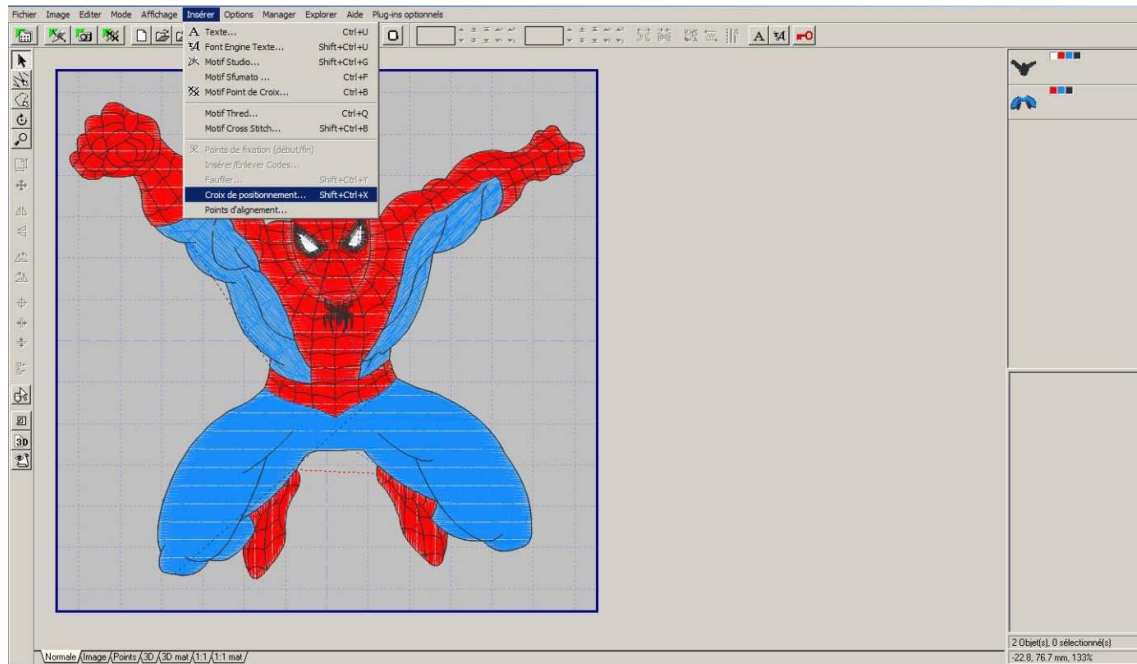 Fichier Image Editer Mode Affichage Insérer Options Manager Explorer Aide Plug-ins optionnels
A Texte... Ctrl+U
Font Engine Texte... Shift+Ctrl+U
Motif Studio... Shift+Ctrl+G
Motif Sfumato ... Ctrl+F
Motif Point de Croix... Ctrl+B
Motif Thred... Ctrl+Q
Motif Cross Stitch... Shift+Ctrl+B
Points de fixation (début/fin)
Insérer/Enlever Codes...
Faufiler... Shift+Ctrl+Y
Croix de positionnement... Shift+Ctrl+X
Points d'alignement...
A
3D
2 Objet(s), 0 sélectionné(s)
Normale Image Points 3D 3D mat 1:1 1:1 mat
-22.8, 76.7 mm, 133%